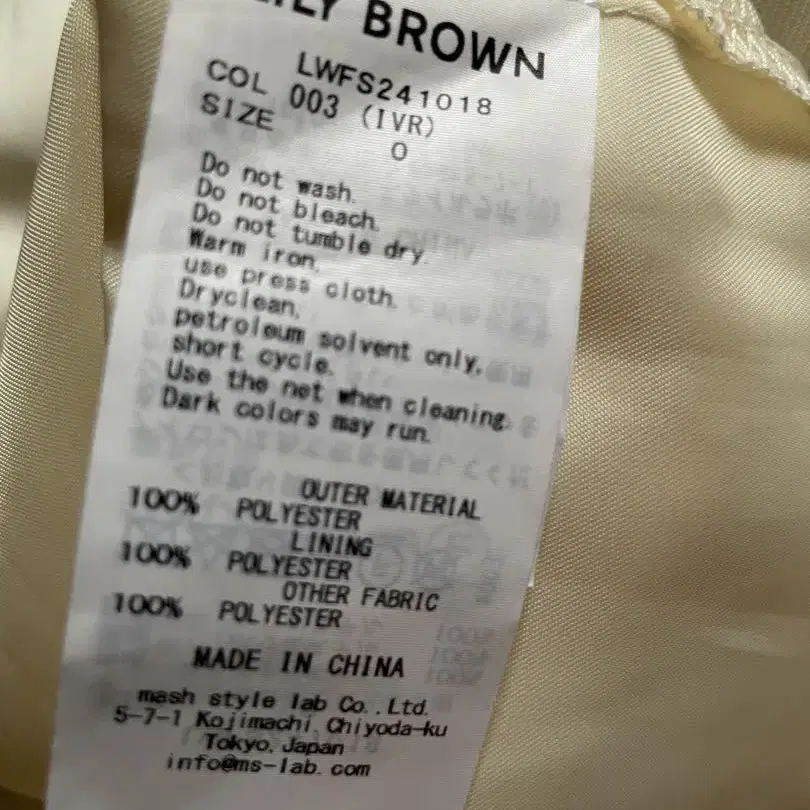 LILY BROWN
LWFS241018
COL 003 (IVR)
SIZE 0
Do not wash.
Do not bleach.
Do not tumble dry.
Warm iron,
use press cloth.
Dryclean,
petroleum solvent only,
short cycle.
Use the net when cleaning.
Dark colors may run.
OUTER MATERIAL
100% POLYESTER
LINING
100% POLYESTER
OTHER FABRIC
100% POLYESTER
MADE IN CHINA
mash style lab Co.,Ltd.
5-7-1 Kojimachi, Chiyoda-ku
Tokyo, Japan
info@ms-lab.com